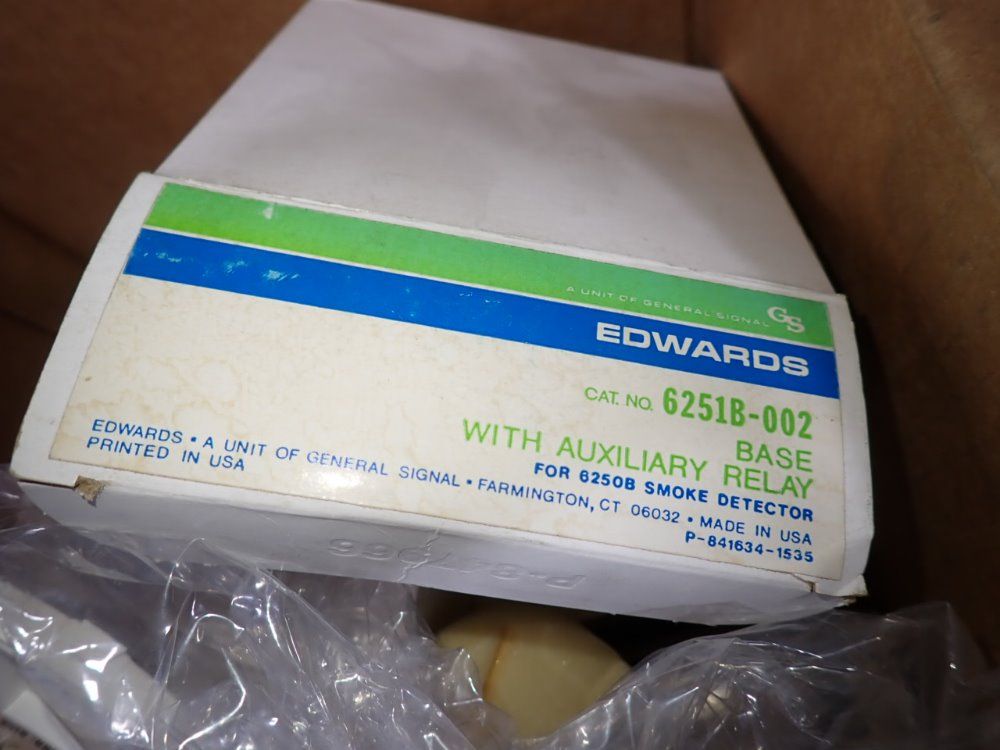 A UNIT OF GENERAL SIGNAL GS
EDWARDS
CAT. NO. 6251B-002
BASE
WITH AUXILIARY RELAY
FOR 6250B SMOKE DETECTOR
EDWARDS • A UNIT OF GENERAL SIGNAL • FARMINGTON, CT 06032 • MADE IN USA
PRINTED IN USA
P-841634-1535